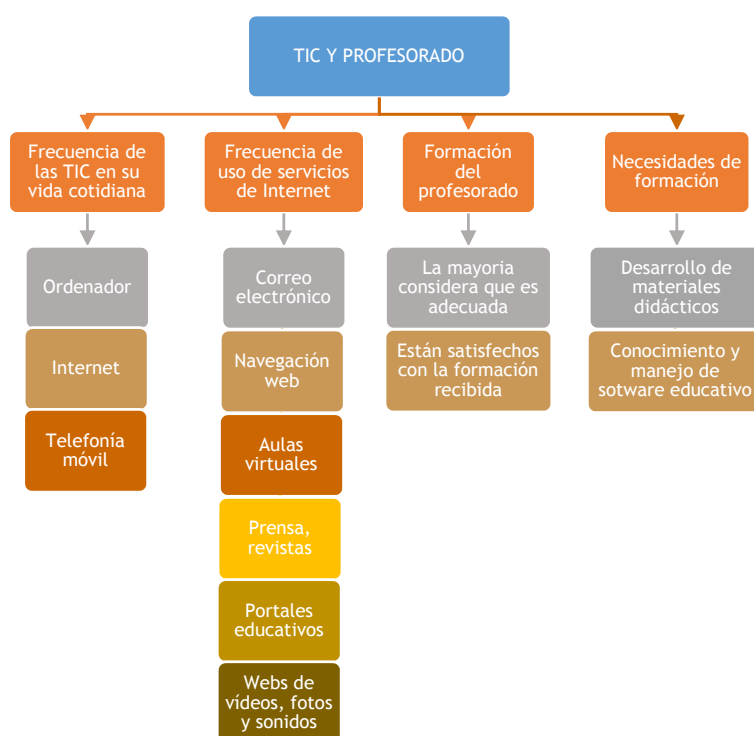 TIC Y PROFESORADO
Frecuencia de
las TIC en su
vida cotidiana
Frecuencia de
uso de servicios
de Internet
Formación
del
profesorado
Necesidades de
formación
Ordenador
Internet
Telefonía
móvil
Correo
electrónico
Navegación
web
Aulas
virtuales
Prensa,
revistas
Portales
educativos
Webs de
vídeos, fotos
y sonidos
La mayoria
considera que es
adecuada
Están satisfechos
con la formación
recibida
Desarrollo de
materiales
didácticos
Conocimiento y
manejo de
sotware educativo